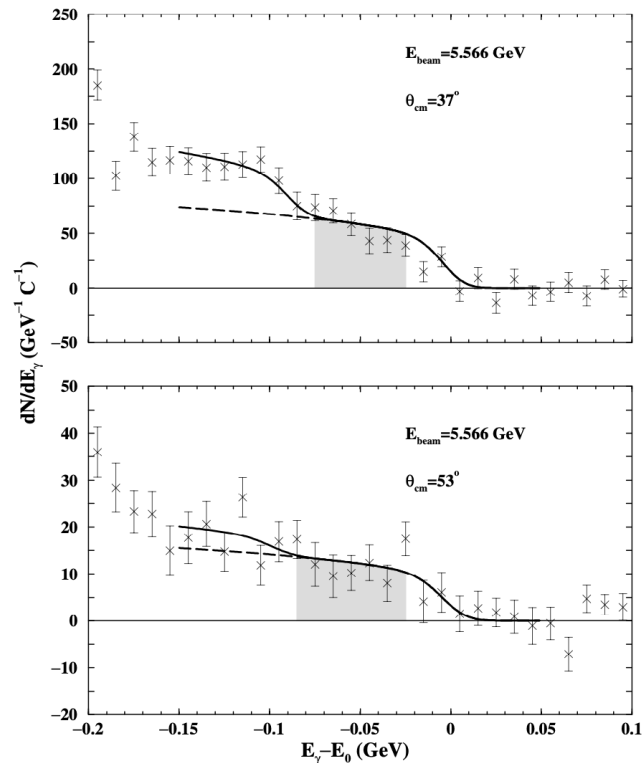 250
200
150
100
50
0
−50
E_beam=5.566 GeV
θ_cm=37°
dN/dE_γ (GeV⁻¹ C⁻¹)
50
40
30
20
10
0
−10
−20
E_beam=5.566 GeV
θ_cm=53°
−0.2 −0.15 −0.1 −0.05 0 0.05 0.1
E_γ−E_0 (GeV)